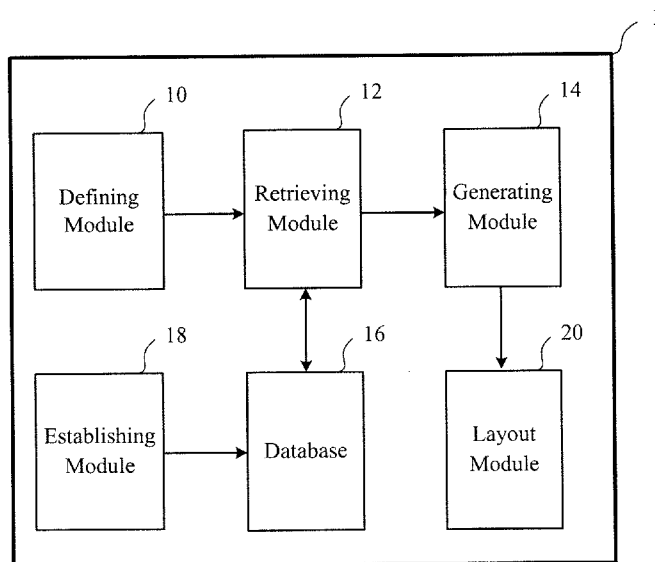 10
12
14
Defining
Module
Retrieving
Module
Generating
Module
18
16
20
Establishing
Module
Database
Layout
Module